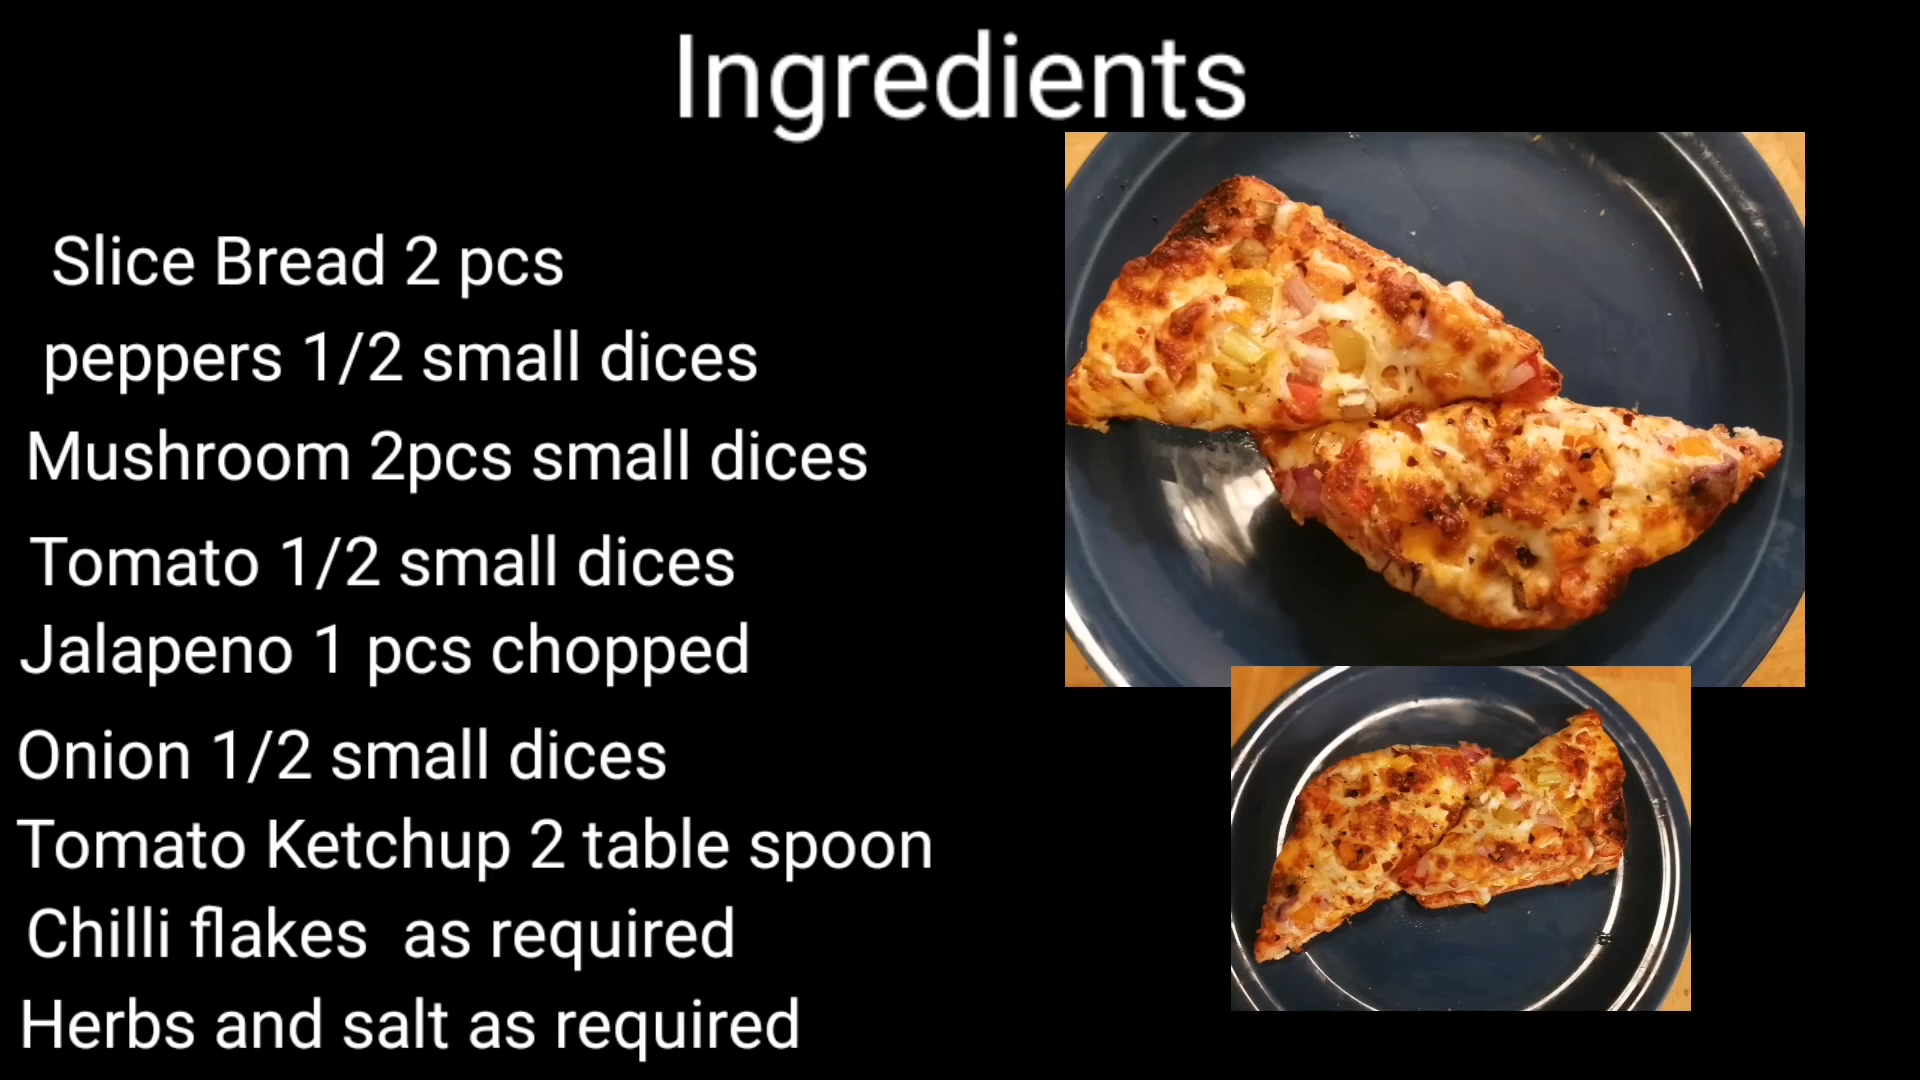 Ingredients
Slice Bread 2 pcs
peppers 1/2 small dices
Mushroom 2pcs small dices
Tomato 1/2 small dices
Jalapeno 1 pcs chopped
Onion 1/2 small dices
Tomato Ketchup 2 table spoon
Chilli flakes  as required
Herbs and salt as required